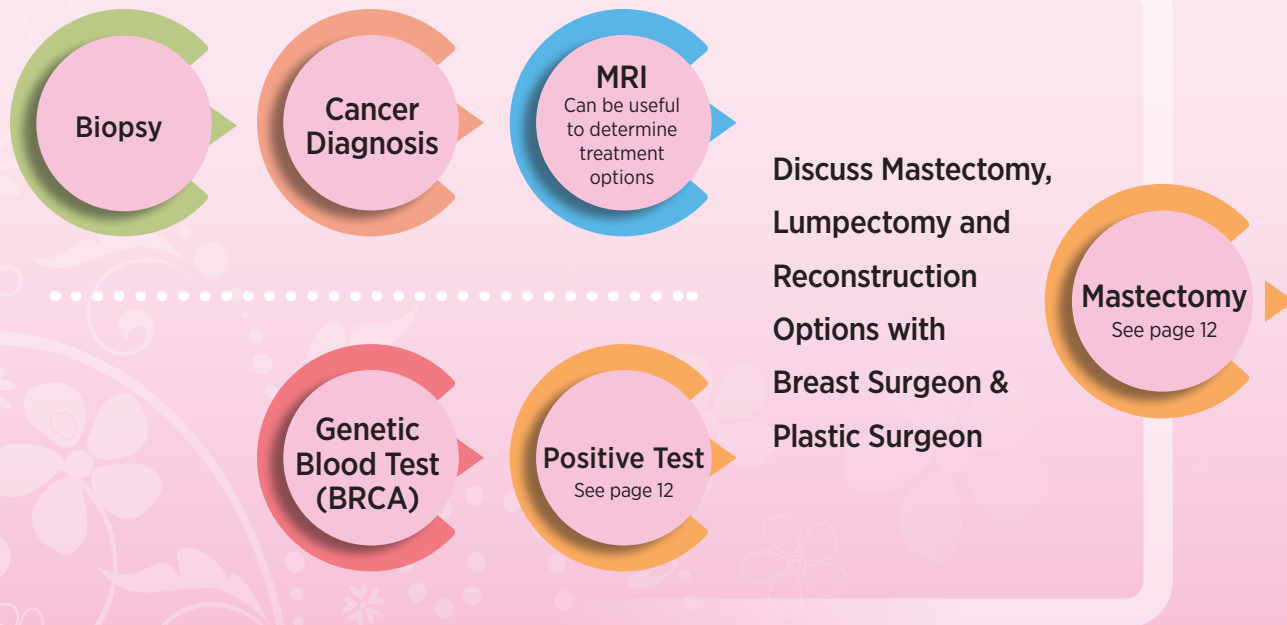 Biopsy
Cancer
Diagnosis
MRI
Can be useful
to determine
treatment
options
Genetic
Blood Test
(BRCA)
Positive Test
See page 12
Discuss Mastectomy,
Lumpectomy and
Reconstruction
Options with
Breast Surgeon &
Plastic Surgeon
Mastectomy
See page 12